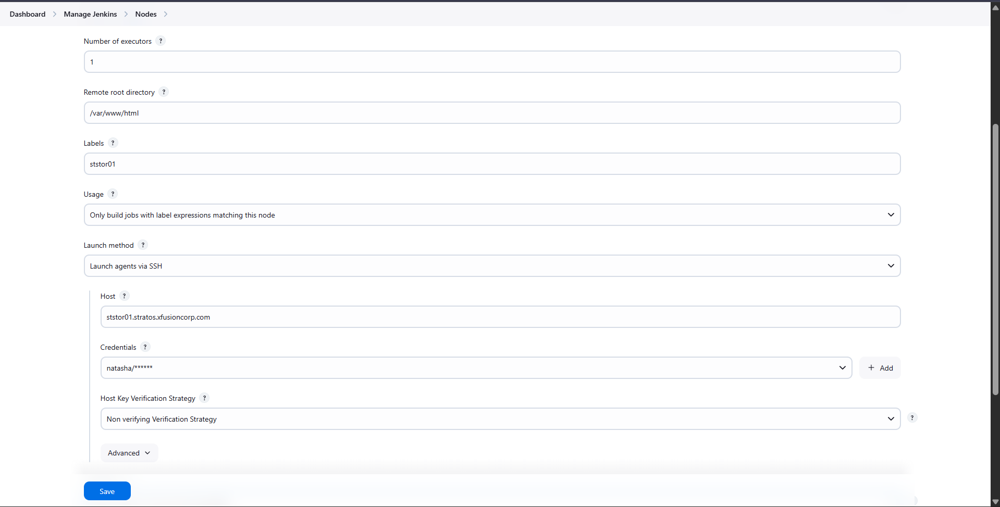 Dashboard > Manage Jenkins > Nodes >
Number of executors ?
1
Remote root directory ?
/var/www/html
Labels ?
ststor01
Usage ?
Only build jobs with label expressions matching this node
Launch method ?
Launch agents via SSH
Host ?
ststor01.stratos.xfusioncorp.com
Credentials ?
natasha/******
+ Add
Host Key Verification Strategy ?
Non verifying Verification Strategy
?
Advanced
Save